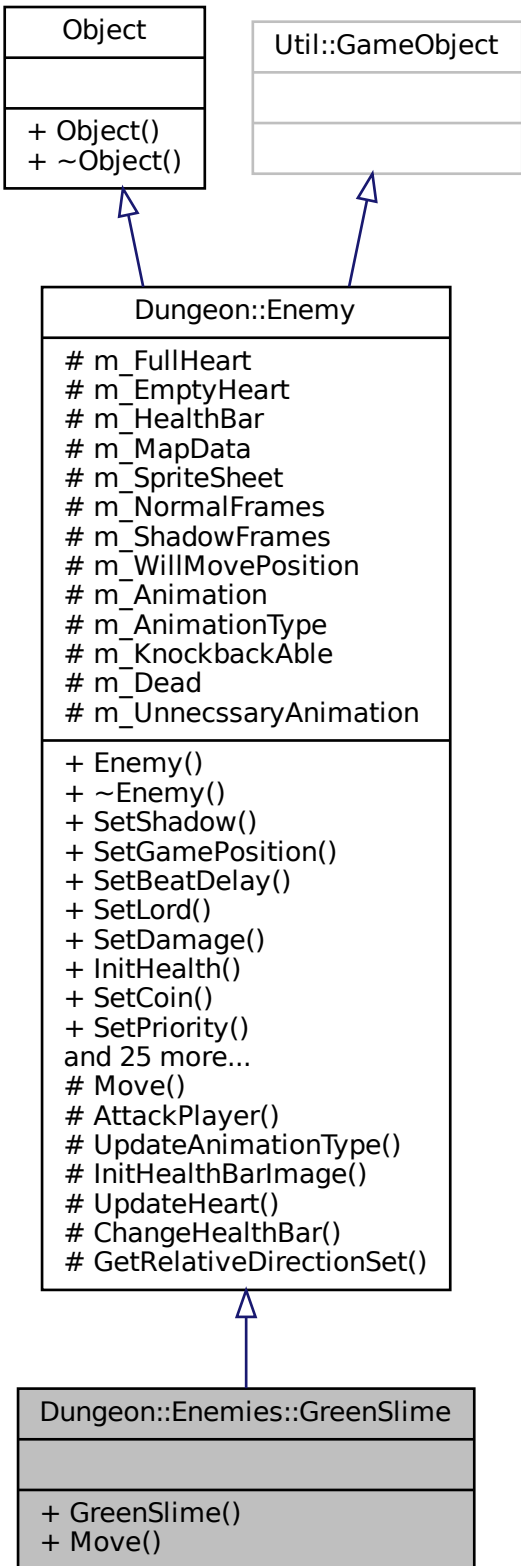 Object
+ Object()
+ ~Object()
Util::GameObject
Dungeon::Enemy
# m_FullHeart
# m_EmptyHeart
# m_HealthBar
# m_MapData
# m_SpriteSheet
# m_NormalFrames
# m_ShadowFrames
# m_WillMovePosition
# m_Animation
# m_AnimationType
# m_KnockbackAble
# m_Dead
# m_UnnecssaryAnimation
+ Enemy()
+ ~Enemy()
+ SetShadow()
+ SetGamePosition()
+ SetBeatDelay()
+ SetLord()
+ SetDamage()
+ InitHealth()
+ SetCoin()
+ SetPriority()
and 25 more...
# Move()
# AttackPlayer()
# UpdateAnimationType()
# InitHealthBarImage()
# UpdateHeart()
# ChangeHealthBar()
# GetRelativeDirectionSet()
Dungeon::Enemies::GreenSlime
+ GreenSlime()
+ Move()